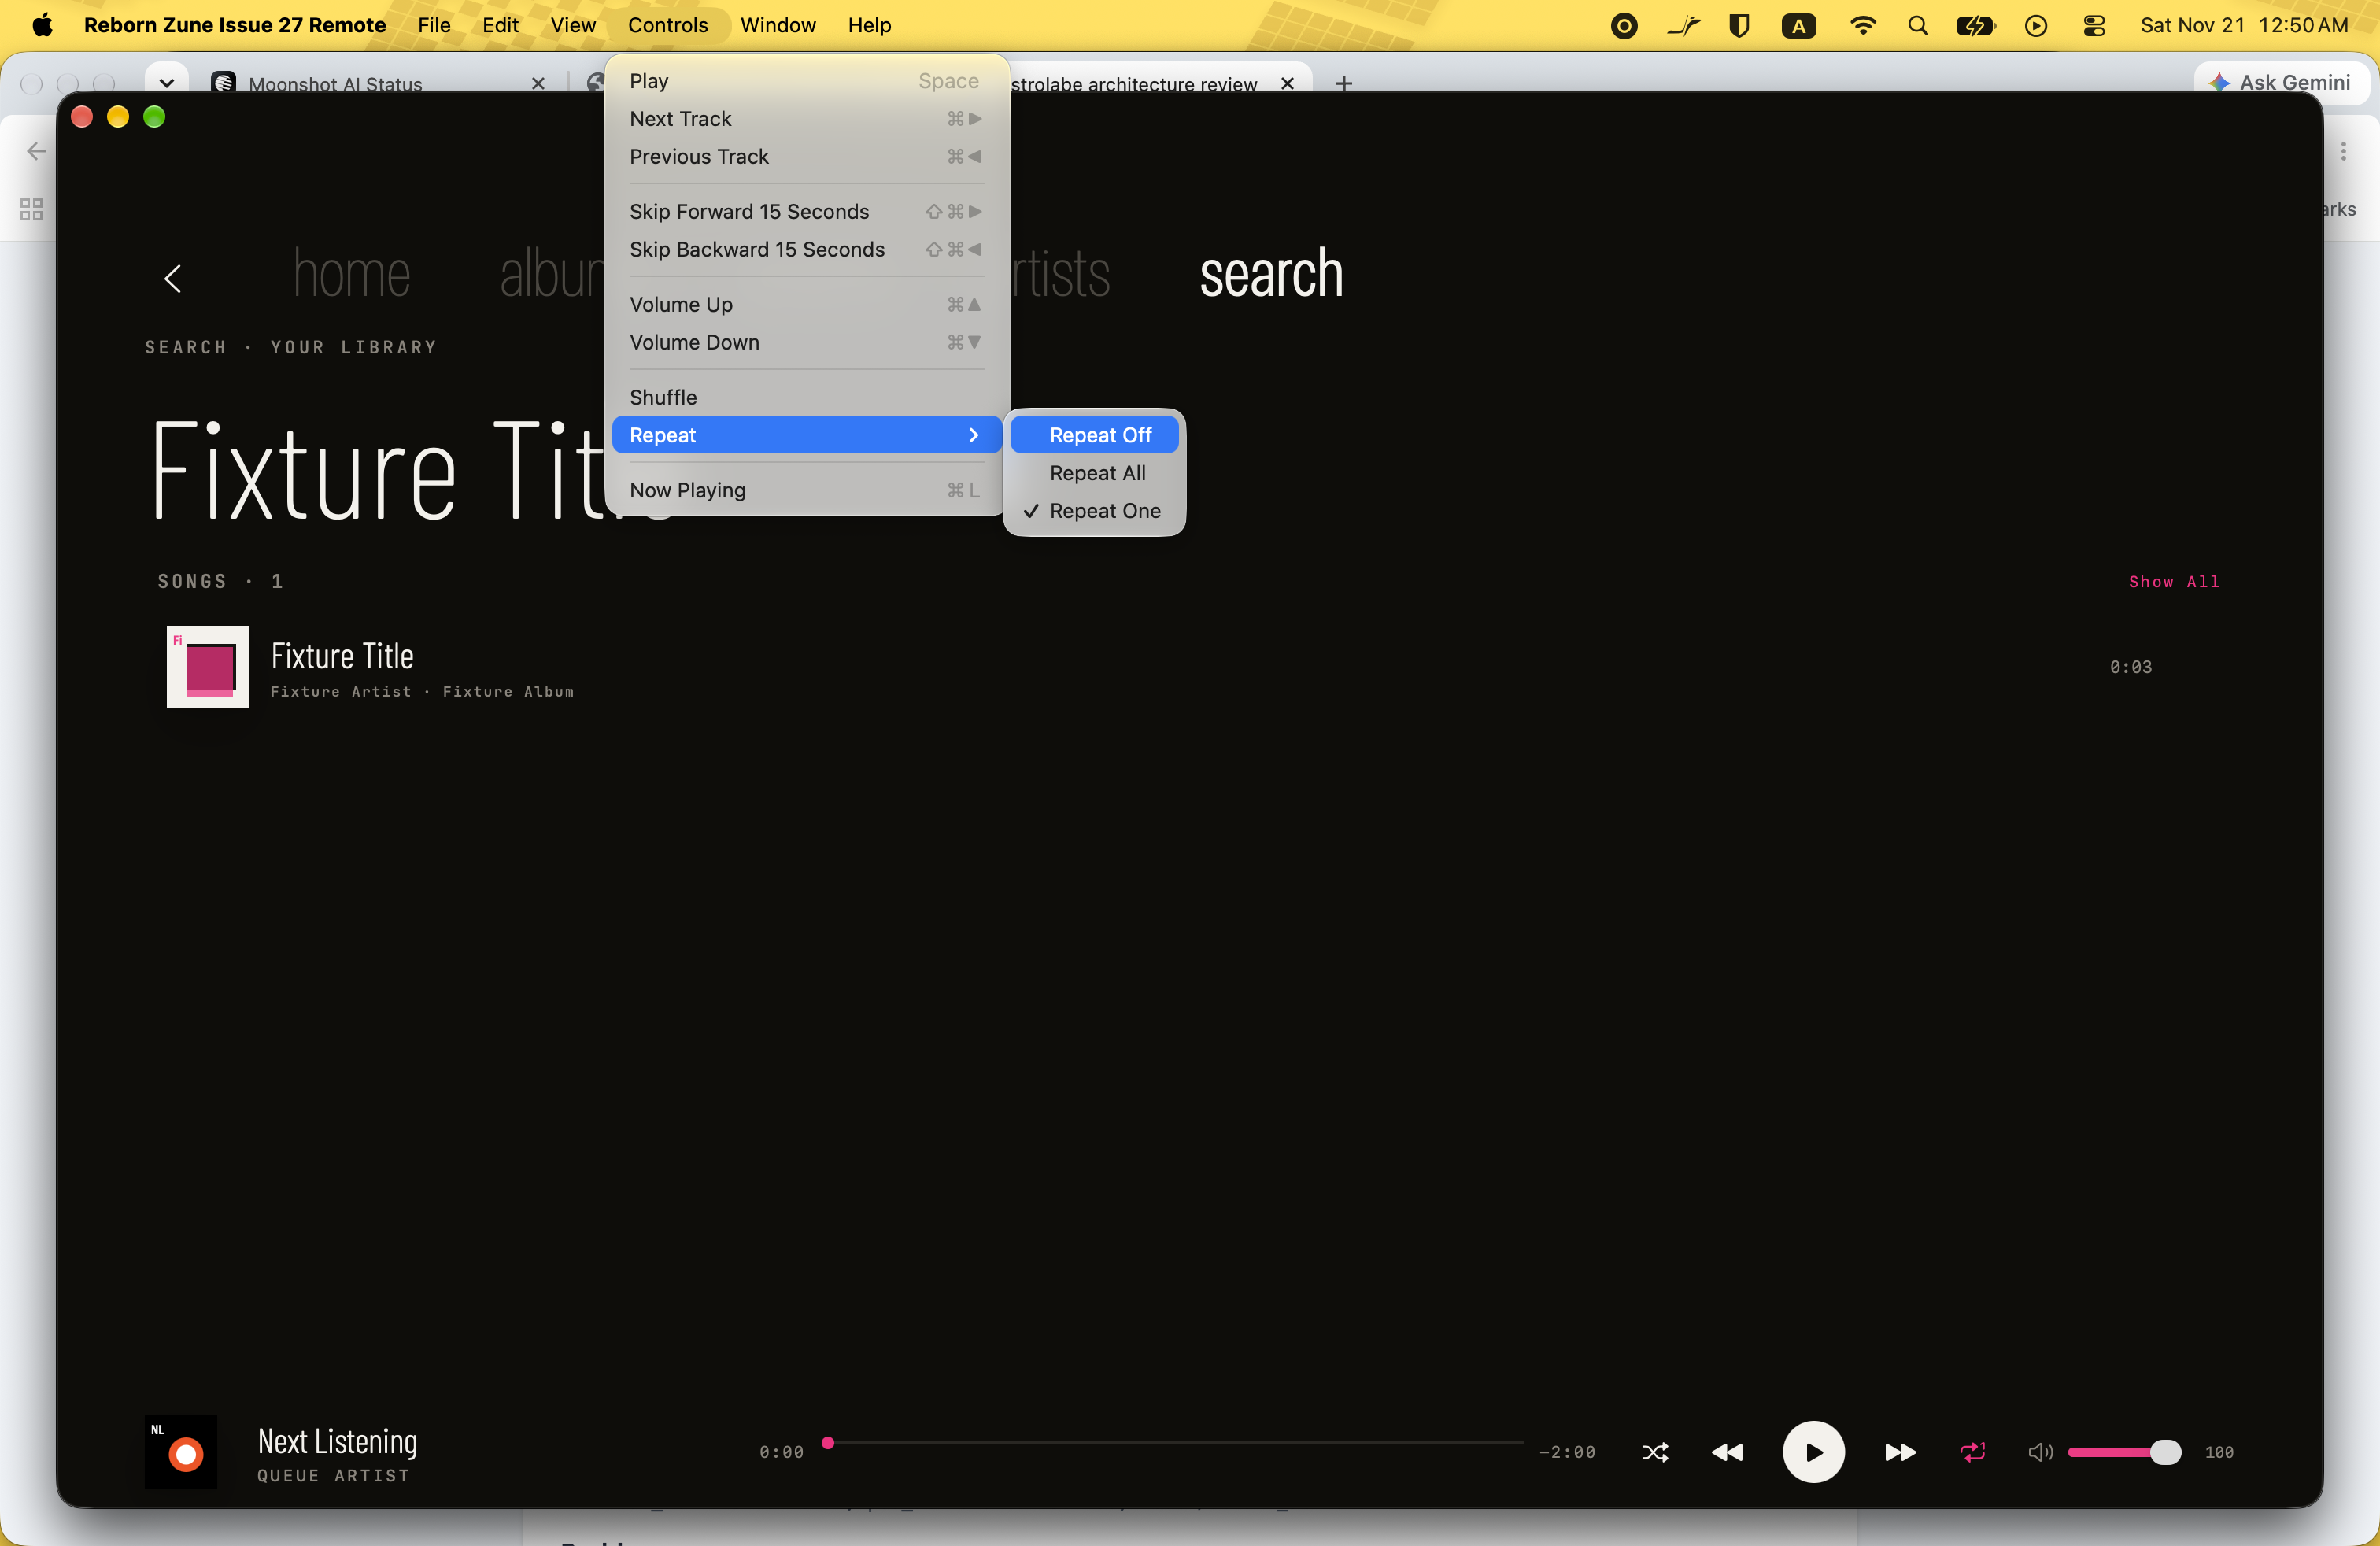 Reborn Zune Issue 27 Remote File Edit View Controls Window Help A Sat Nov 21 12:50 AM
Moonshot AI Status strolabe architecture review Ask Gemini
Play Space
Next Track ⌘▶
Previous Track ⌘◀
Skip Forward 15 Seconds ⇧⌘▶
Skip Backward 15 Seconds ⇧⌘◀
Volume Up ⌘▲
Volume Down ⌘▼
Shuffle
Repeat
Now Playing ⌘L
Repeat Off
Repeat All
✓ Repeat One
arks
home albu rtists search
SEARCH · YOUR LIBRARY
Fixture Tit
SONGS · 1 Show All
Fi
Fixture Title
Fixture Artist · Fixture Album
0:03
NL
Next Listening
QUEUE ARTIST
0:00 -2:00 100